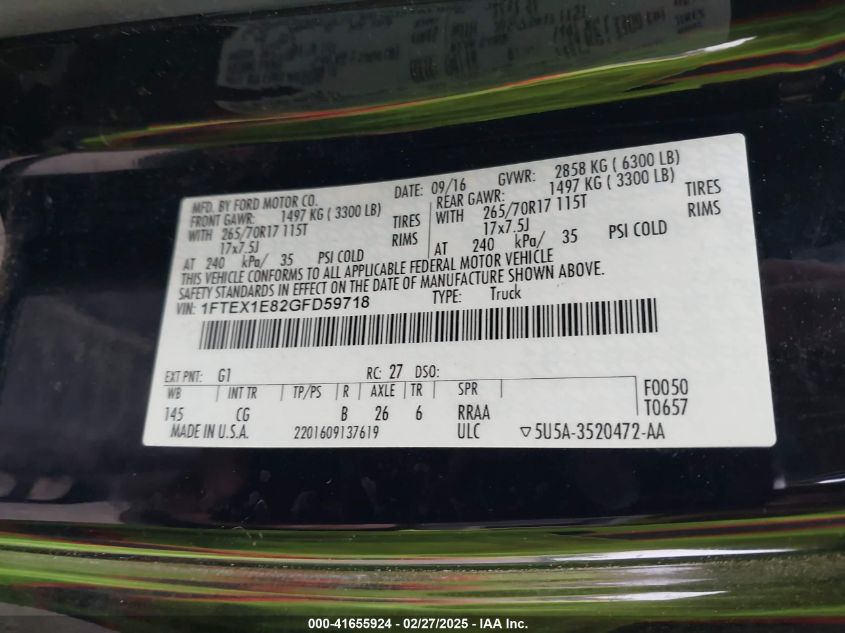 MFD. BY FORD MOTOR CO. DATE: 09/16 GVWR: 2858 KG ( 6300 LB)
FRONT GAWR: 1497 KG ( 3300 LB) REAR GAWR: 1497 KG ( 3300 LB)
WITH 265/70R17 115T TIRES WITH 265/70R17 115T TIRES
17x7.5J RIMS 17x7.5J RIMS
AT 240 kPa/ 35 PSI COLD AT 240 kPa/ 35 PSI COLD
THIS VEHICLE CONFORMS TO ALL APPLICABLE FEDERAL MOTOR VEHICLE
SAFETY STANDARDS IN EFFECT ON THE DATE OF MANUFACTURE SHOWN ABOVE.
VIN: 1FTEX1E82GFD59718 TYPE: Truck
EXT PNT: G1 RC: 27 DSO:
WB INT TR TP/PS R AXLE TR SPR F0050
145 CG B 26 6 RRAA T0657
MADE IN U.S.A. 2201609137619 ULC ▽5U5A-3520472-AA
000-41655924 - 02/27/2025 - IAA Inc.